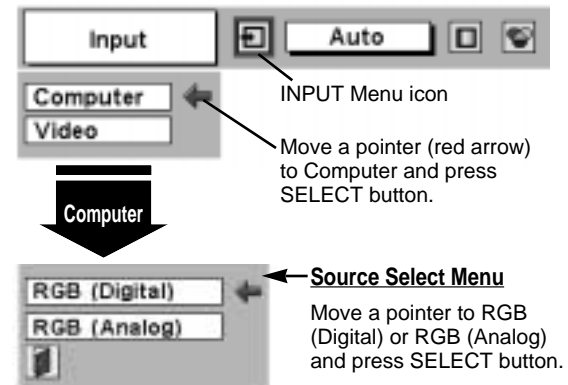 Input
Auto
INPUT Menu icon
Computer
Video
Move a pointer (red arrow)
to Computer and press
SELECT button.
Computer
Source Select Menu
RGB (Digital)
RGB (Analog)
Move a pointer to RGB
(Digital) or RGB (Analog)
and press SELECT button.